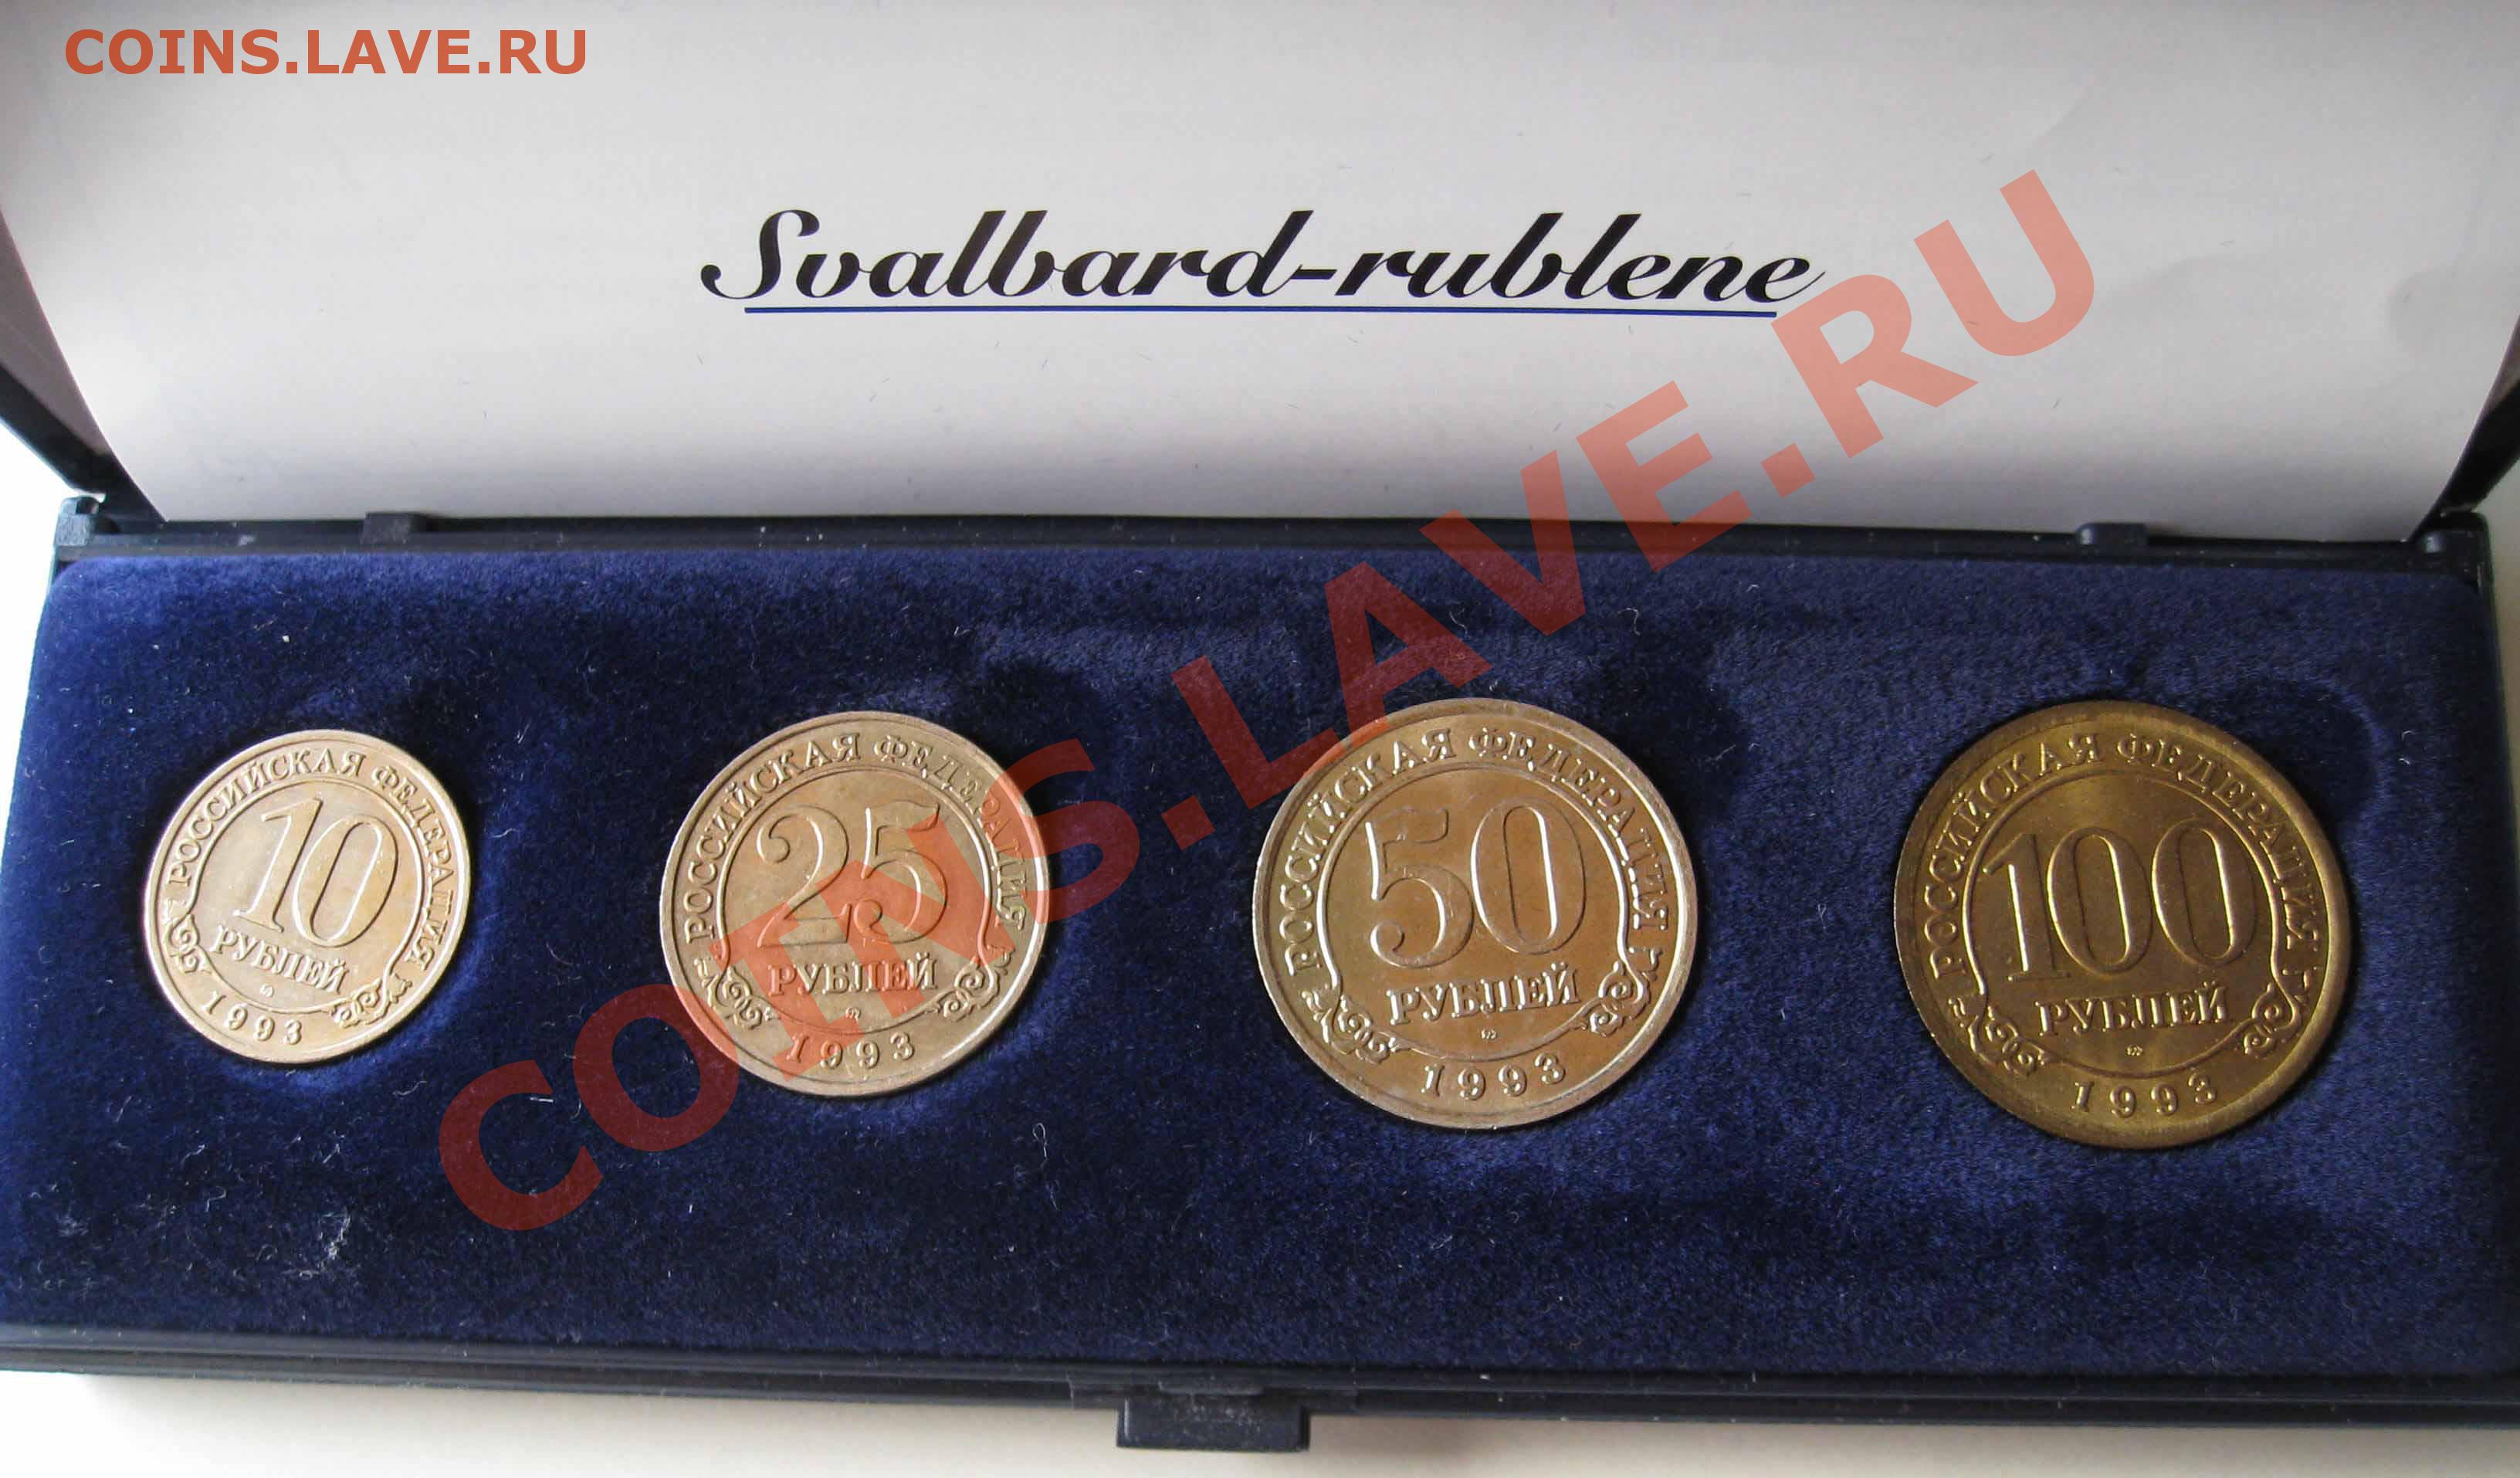 COINS.LAVE.RU
Svalbard-rublene
COINS.LAVE.RU
РОССИЙСКАЯ ФЕДЕРАЦИЯ
10
РУБЛЕЙ
1993
РОССИЙСКАЯ ФЕДЕРАЦИЯ
25
РУБЛЕЙ
1993
РОССИЙСКАЯ ФЕДЕРАЦИЯ
50
РУБЛЕЙ
1993
РОССИЙСКАЯ ФЕДЕРАЦИЯ
100
РУБЛЕЙ
1993